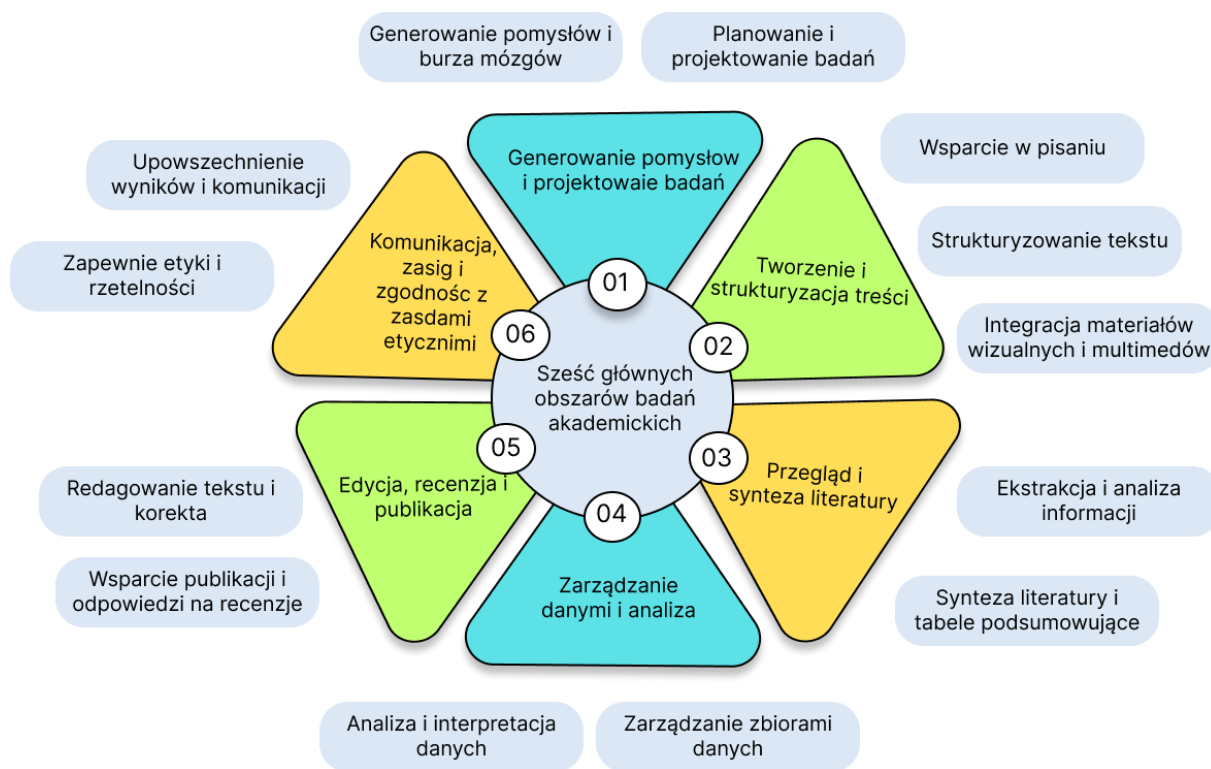 Generowanie pomysłów i
burza mózgów
Planowanie i
projektowanie badań
Upowszechnienie
wyników i komunikacji
Zapewnie etyki i
rzetelności
Generowanie pomysłow
i projektowaie badań
Wsparcie w pisaniu
Strukturyzowanie tekstu
Integracja materiałów
wizualnych i multimedów
Komunikacja,
zasig i
zgodnośc z
zasdami
etycznimi
Tworzenie i
strukturyzacja treści
01
02
03
04
05
06
Sześć głównych
obszarów badań
akademickich
Edycja, recenzja i
publikacja
Przegląd i
synteza literatury
Zarządzanie
danymi i analiza
Redagowanie tekstu i
korekta
Wsparcie publikacji i
odpowiedzi na recenzje
Ekstrakcja i analiza
informacji
Synteza literatury i
tabele podsumowujące
Analiza i interpretacja
danych
Zarządzanie zbiorami
danych